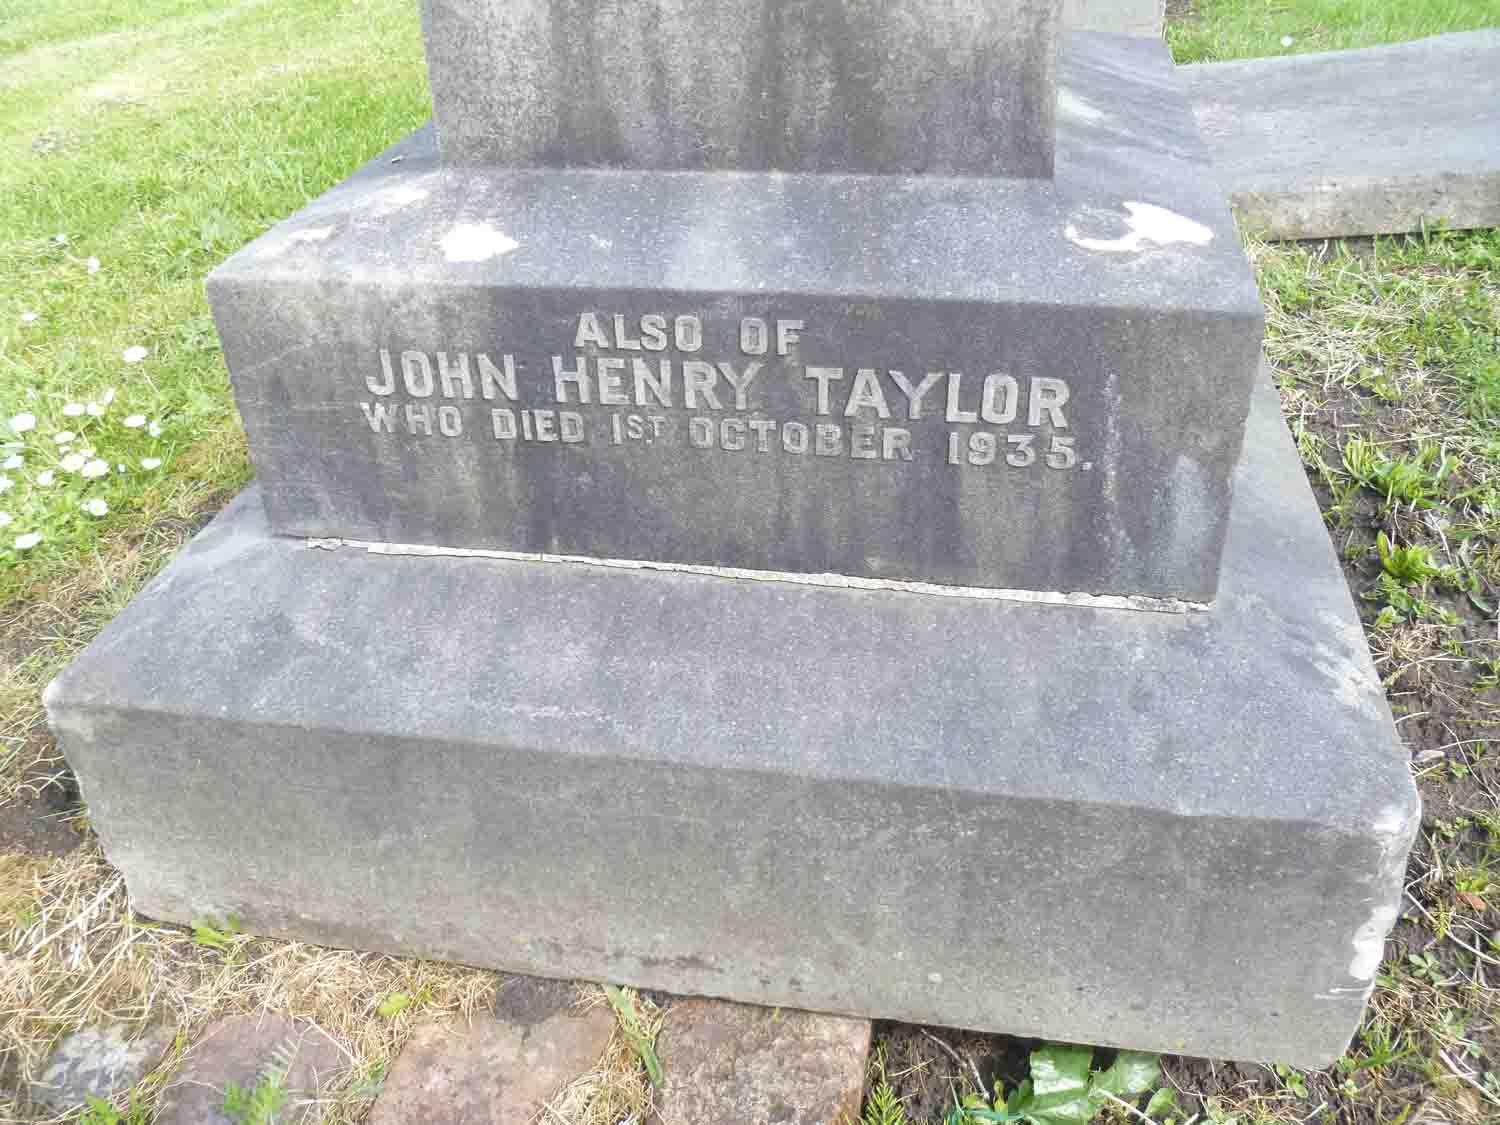 ALSO OF
JOHN HENRY TAYLOR
WHO DIED 1ST OCTOBER 1935.